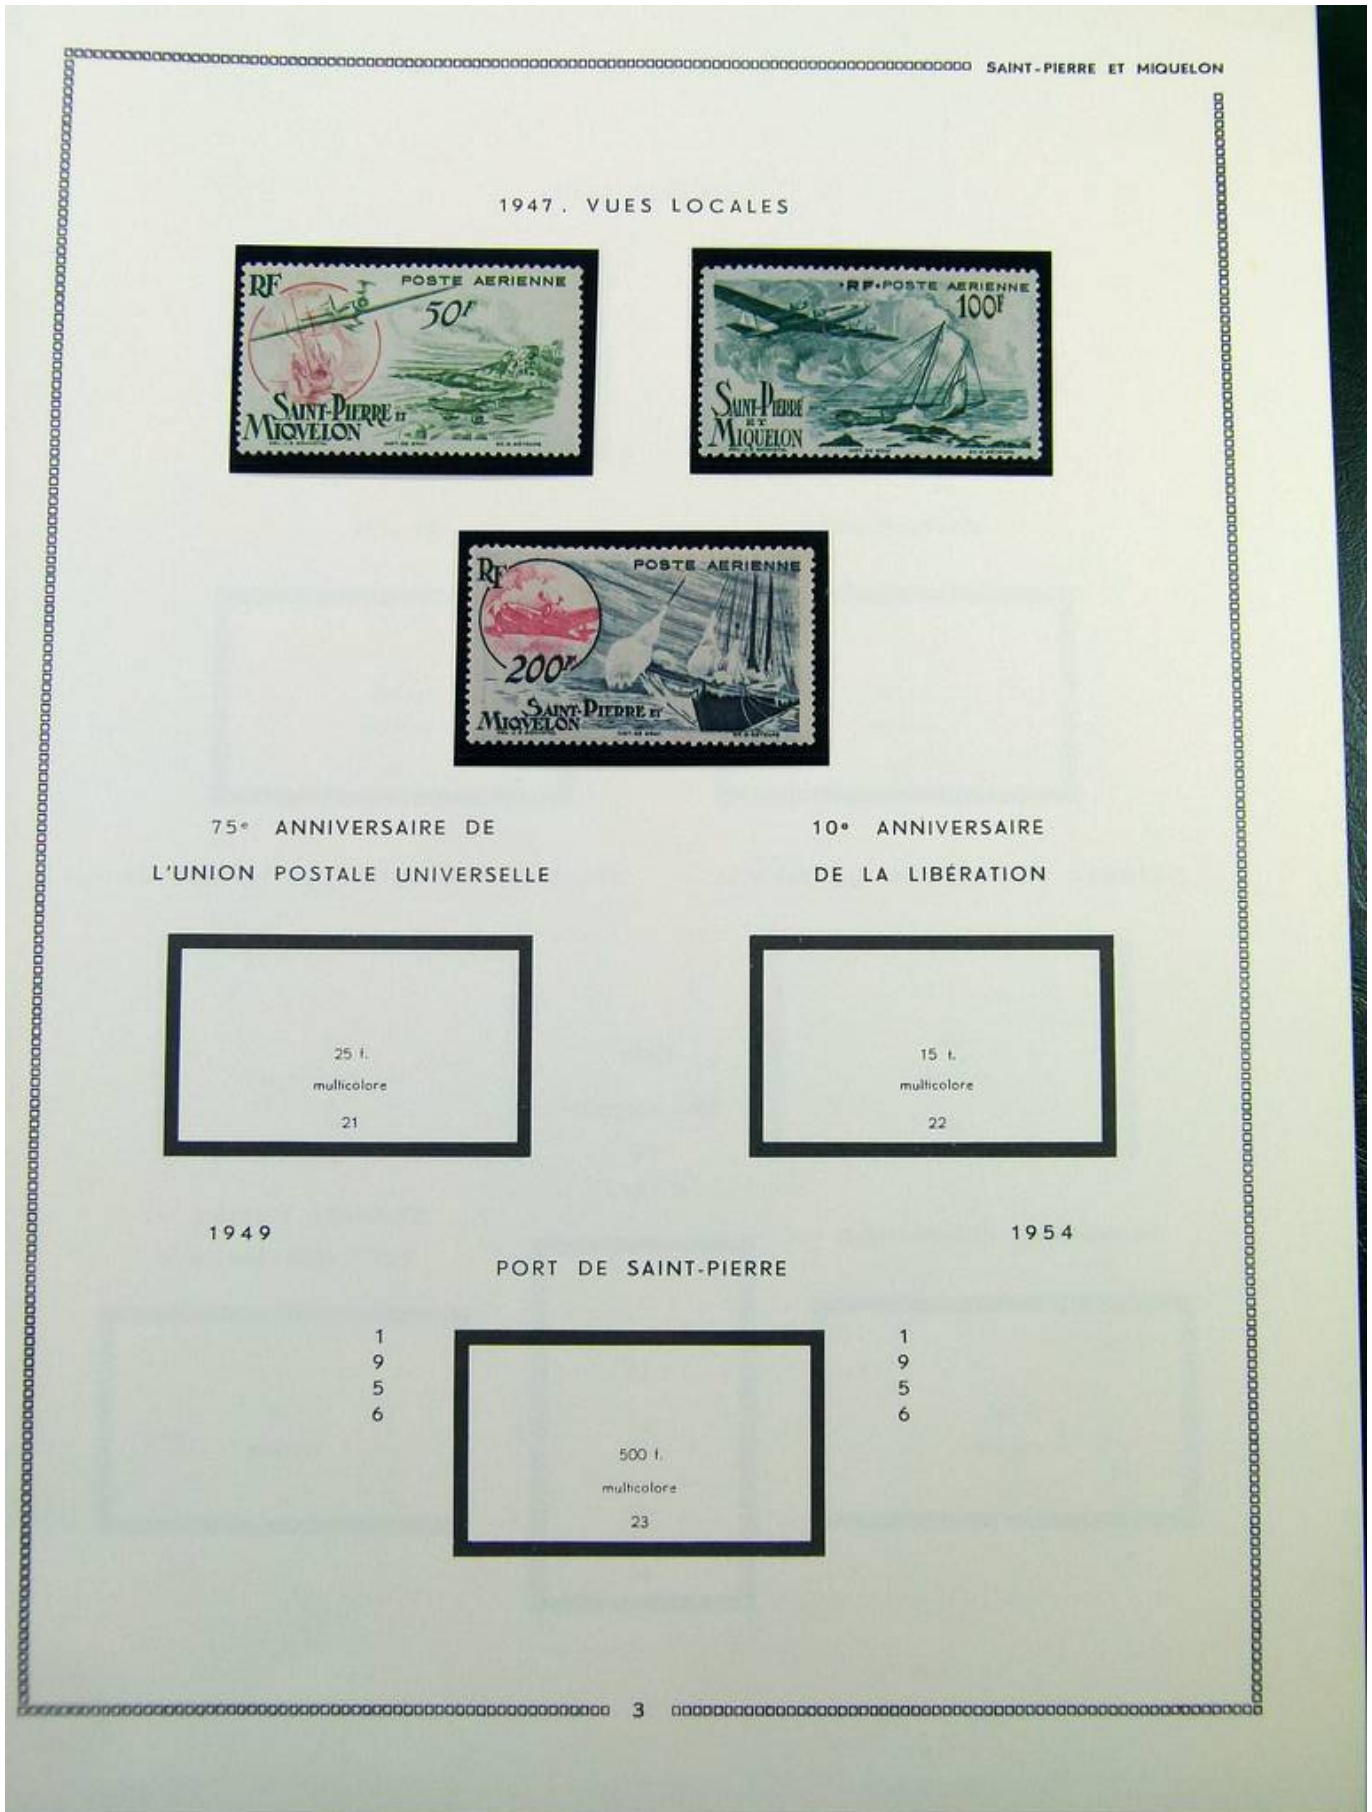 SAINT-PIERRE ET MIQUELON
1947. VUES LOCALES
RF POSTE AERIENNE
50F
SAINT-PIERRE ET
MIQVELON
RF POSTE AERIENNE
100F
SAINT-PIERRE
ET
MIQUELON
RF POSTE AERIENNE
200F
SAINT-PIERRE ET
MIQVELON
75e ANNIVERSAIRE DE
L'UNION POSTALE UNIVERSELLE
25 f.
multicolore
21
1949
10e ANNIVERSAIRE
DE LA LIBÉRATION
15 f.
multicolore
22
1954
PORT DE SAINT-PIERRE
1
9
5
6
500 f.
multicolore
23
1
9
5
6
3